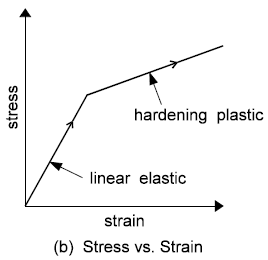 stress
hardening plastic
linear elastic
strain
(b) Stress vs. Strain